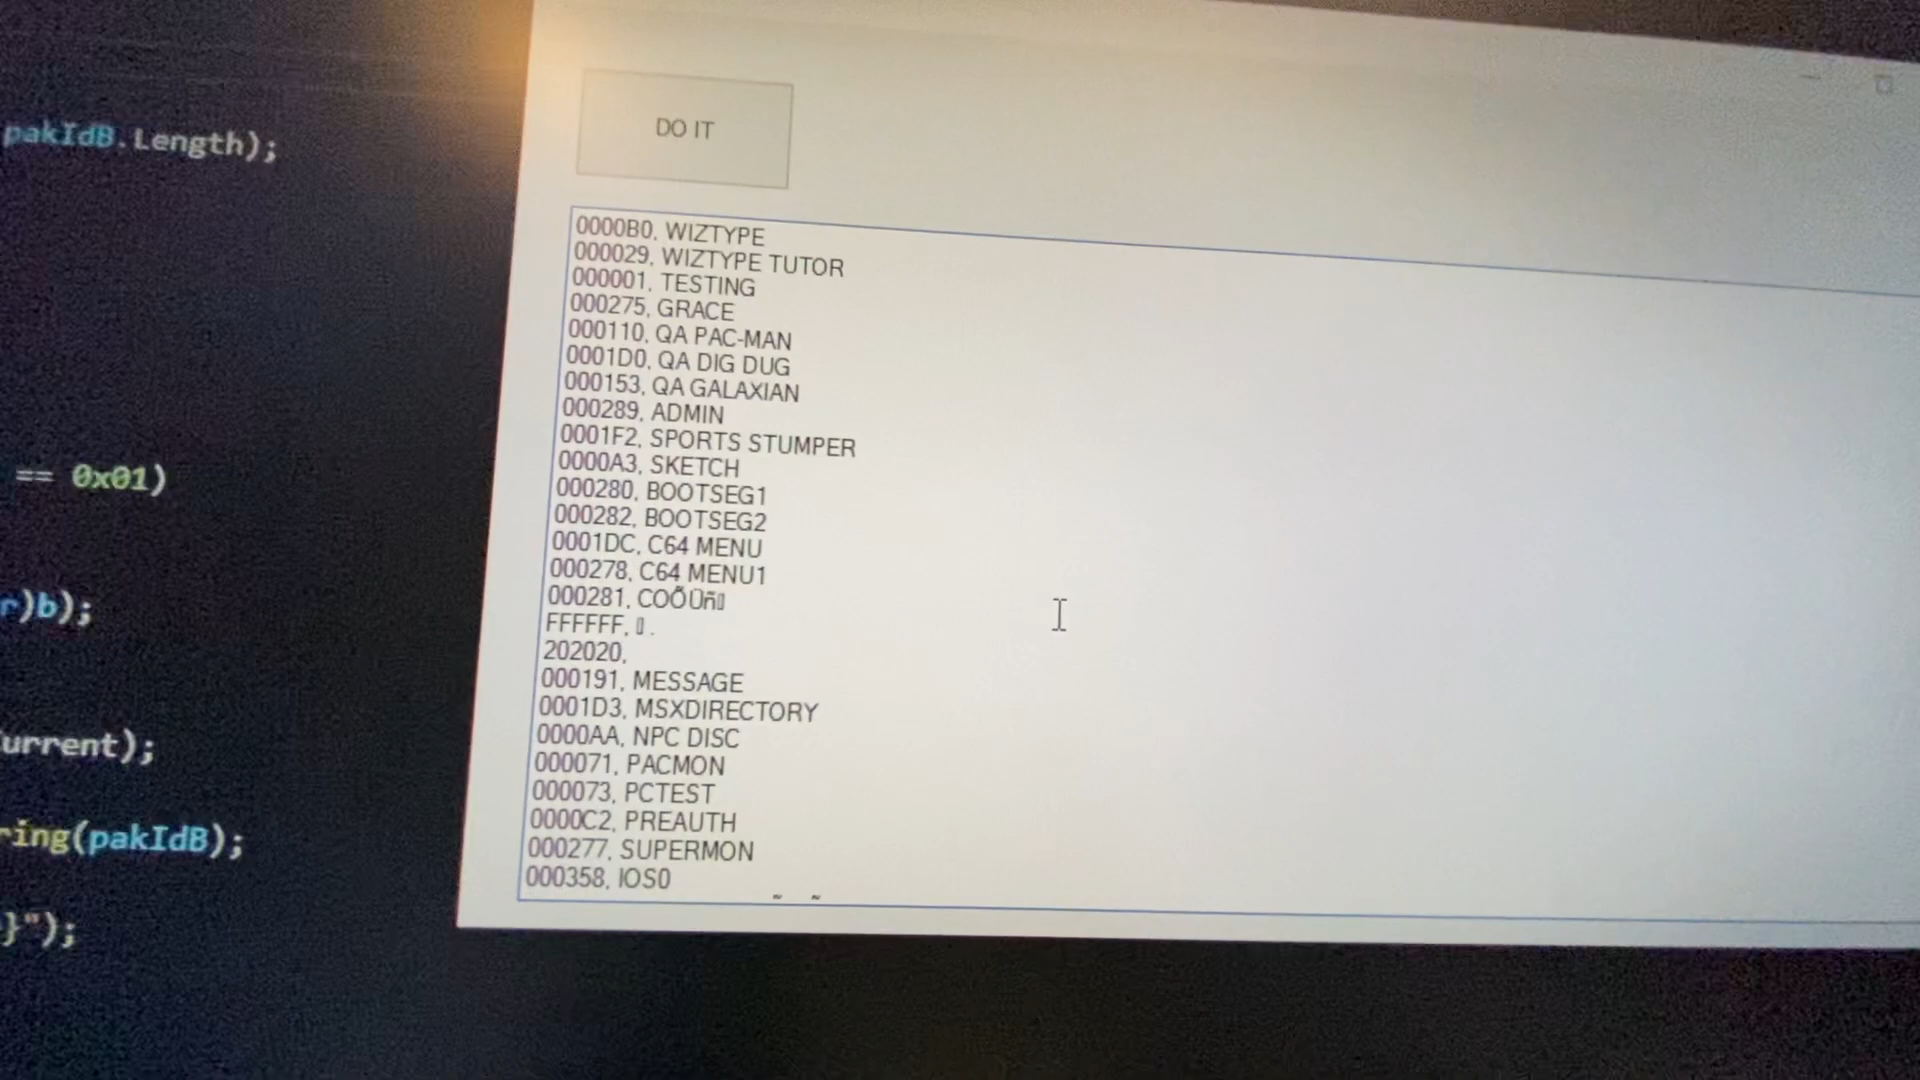 pakIdB.Length);
== 0x01)
r)b);
urrent);
ring(pakIdB);
}");
DO IT
0000B0, WIZTYPE
000029, WIZTYPE TUTOR
000001, TESTING
000275, GRACE
000110, QA PAC-MAN
0001D0, QA DIG DUG
000153, QA GALAXIAN
000289, ADMIN
0001F2, SPORTS STUMPER
0000A3, SKETCH
000280, BOOTSEG1
000282, BOOTSEG2
0001DC, C64 MENU
000278, C64 MENU1
000281, COÕÜñ▯
FFFFFF, ▯ .
202020,
000191, MESSAGE
0001D3, MSXDIRECTORY
0000AA, NPC DISC
000071, PACMON
000073, PCTEST
0000C2, PREAUTH
000277, SUPERMON
000358, IOS0